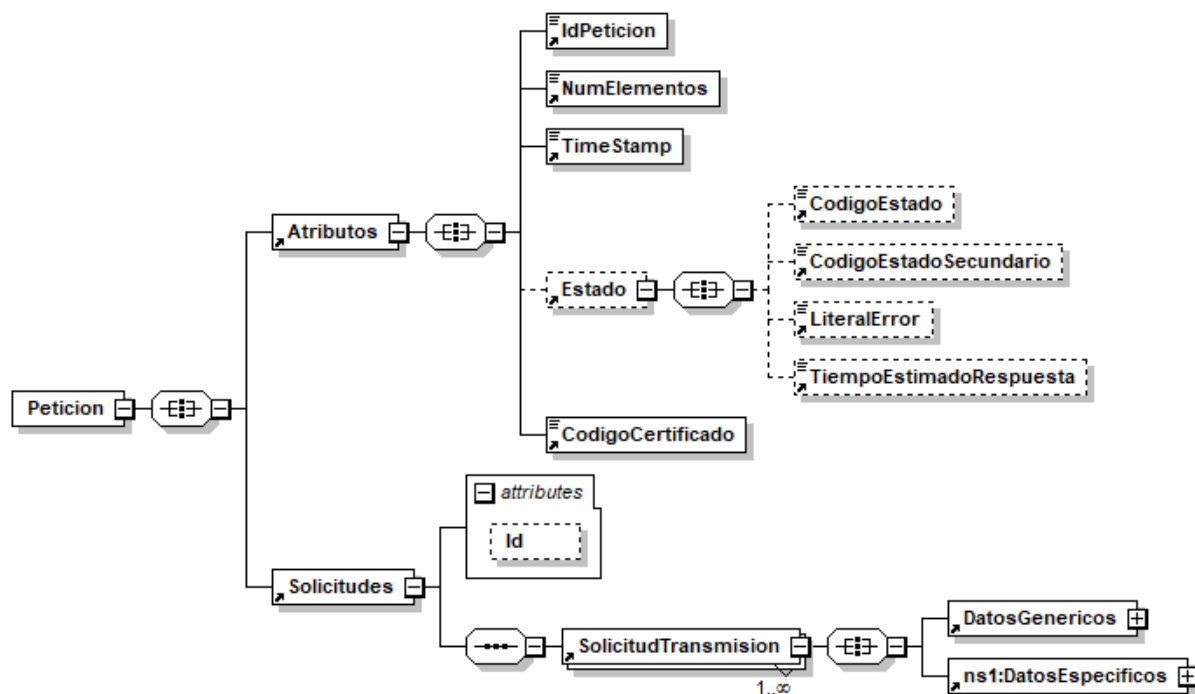 IdPeticion
NumElementos
TimeStamp
CodigoEstado
Atributos
CodigoEstadoSecundario
Estado
LiteralError
TiempoEstimadoRespuesta
Peticion
CodigoCertificado
attributes
Id
Solicitudes
DatosGenericos
SolicitudTransmision
ns1:DatosEspecificos
1..∞